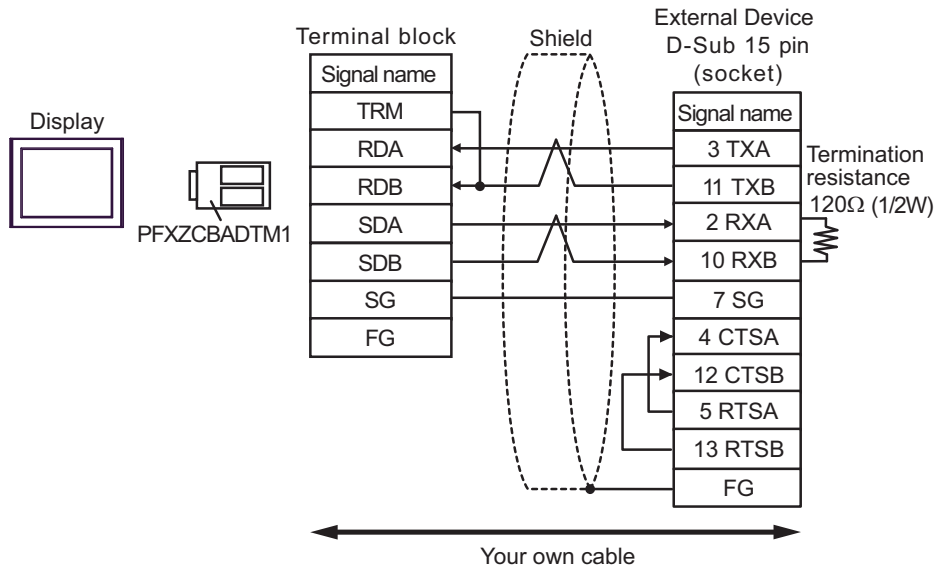 Display
PFXZCBADTM1
Terminal block
Signal name
TRM
RDA
RDB
SDA
SDB
SG
FG
Shield
External Device
D-Sub 15 pin
(socket)
Signal name
3 TXA
11 TXB
2 RXA
10 RXB
7 SG
4 CTSA
12 CTSB
5 RTSA
13 RTSB
FG
Termination
resistance
120Ω (1/2W)
Your own cable